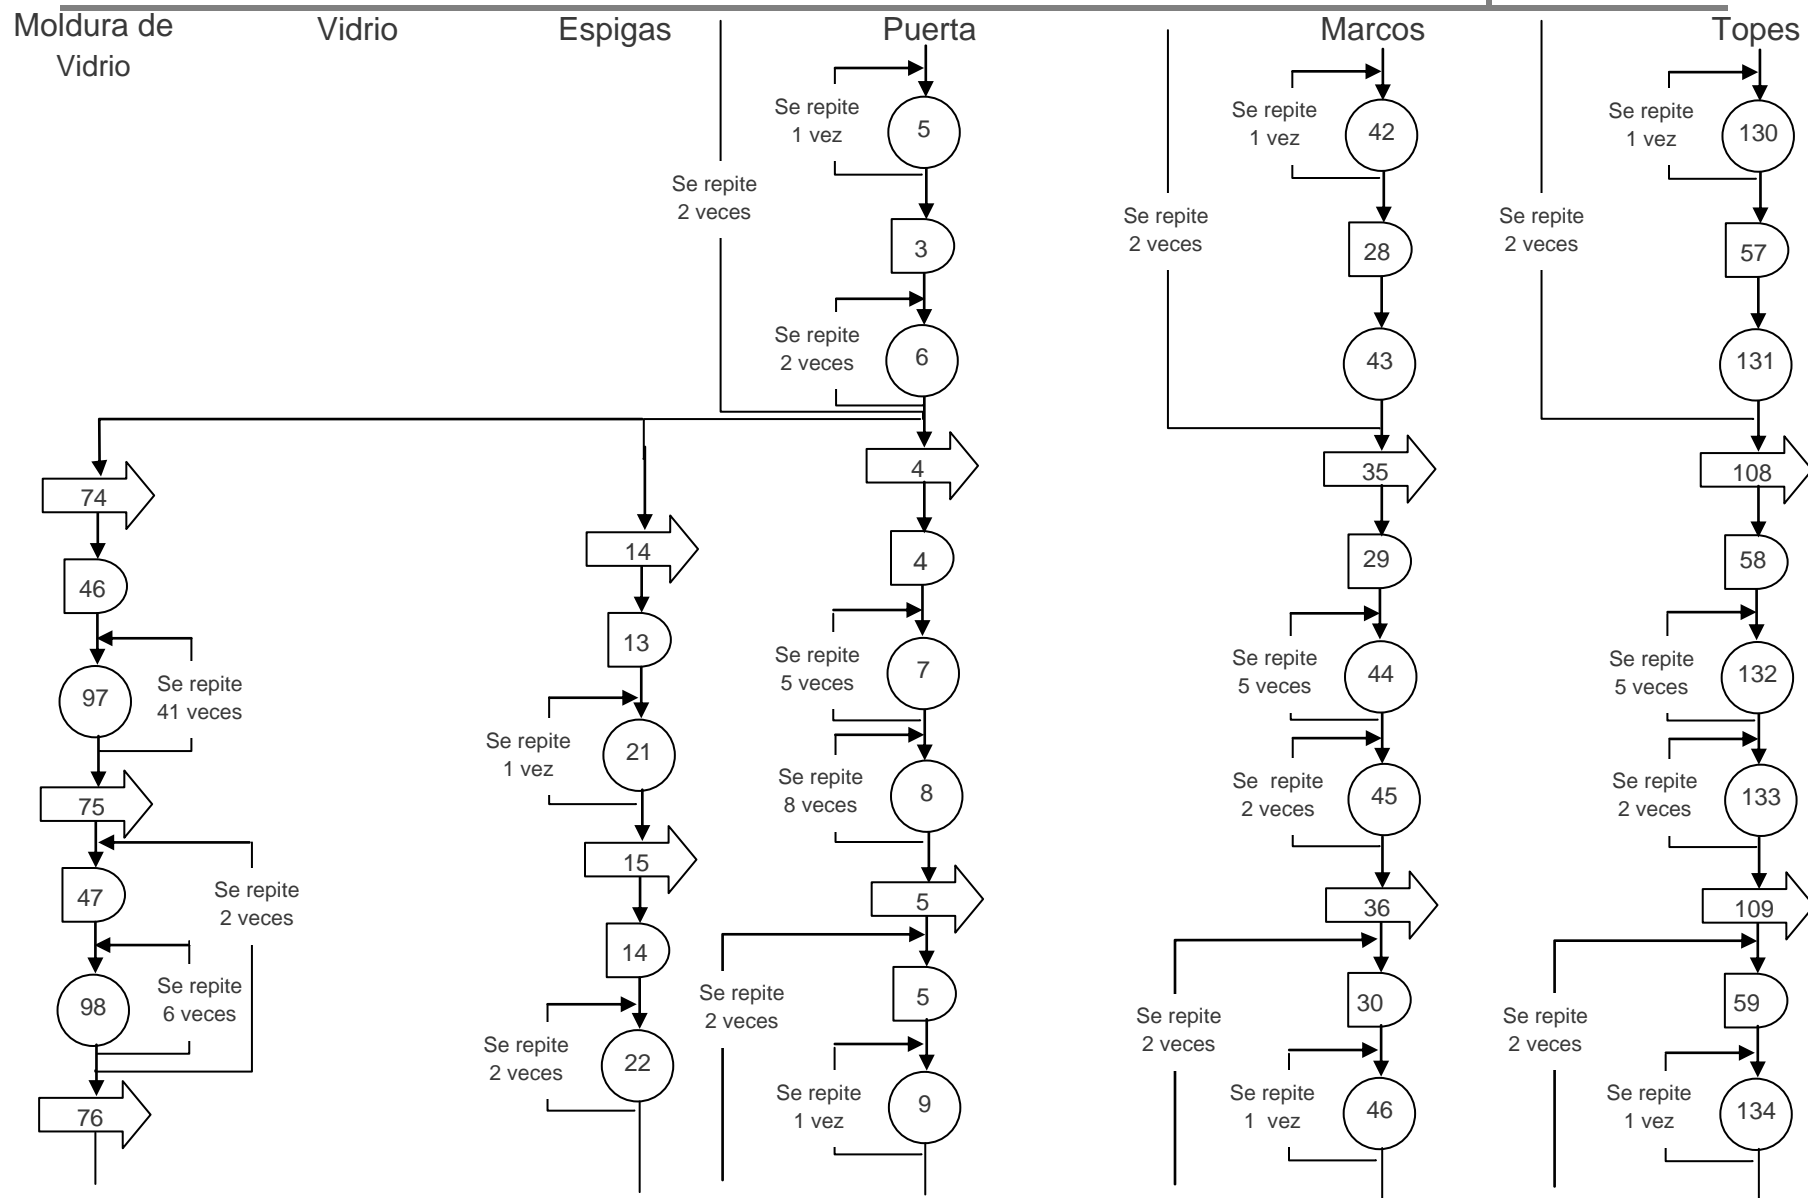 Moldura de
Vidrio
Vidrio
Espigas
Puerta
Marcos
Topes
Se repite
1 vez
5
Se repite
2 veces
3
Se repite
2 veces
6
4
4
Se repite
5 veces
7
Se repite
8 veces
8
5
Se repite
2 veces
5
Se repite
1 vez
9
74
46
97
Se repite
41 veces
75
47
Se repite
2 veces
98
Se repite
6 veces
76
14
13
Se repite
1 vez
21
15
14
Se repite
2 veces
22
Se repite
1 vez
42
Se repite
2 veces
28
43
35
29
Se repite
5 veces
44
Se repite
2 veces
45
36
Se repite
2 veces
30
Se repite
1 vez
46
Se repite
1 vez
130
Se repite
2 veces
57
131
108
58
Se repite
5 veces
132
Se repite
2 veces
133
109
Se repite
2 veces
59
Se repite
1 vez
134